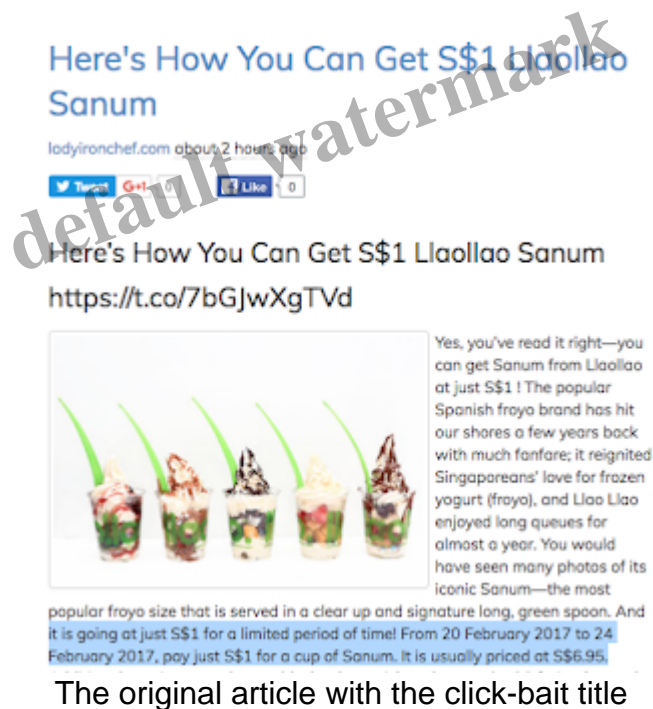 Here's How You Can Get S$1 Llaollao
Sanum
ladyironchef.com about 2 hours ago
Tweet G+1 0 Like 0
default watermark
Here's How You Can Get S$1 Llaollao Sanum
https://t.co/7bGJwXgTVd
Yes, you've read it right—you
can get Sanum from Llaollao
at just S$1 ! The popular
Spanish froyo brand has hit
our shores a few years back
with much fanfare; it reignited
Singaporeans' love for frozen
yogurt (froyo), and Llao Llao
enjoyed long queues for
almost a year. You would
have seen many photos of its
iconic Sanum—the most
popular froyo size that is served in a clear up and signature long, green spoon. And
it is going at just S$1 for a limited period of time! From 20 February 2017 to 24
February 2017, pay just S$1 for a cup of Sanum. It is usually priced at S$6.95.
The original article with the click-bait title